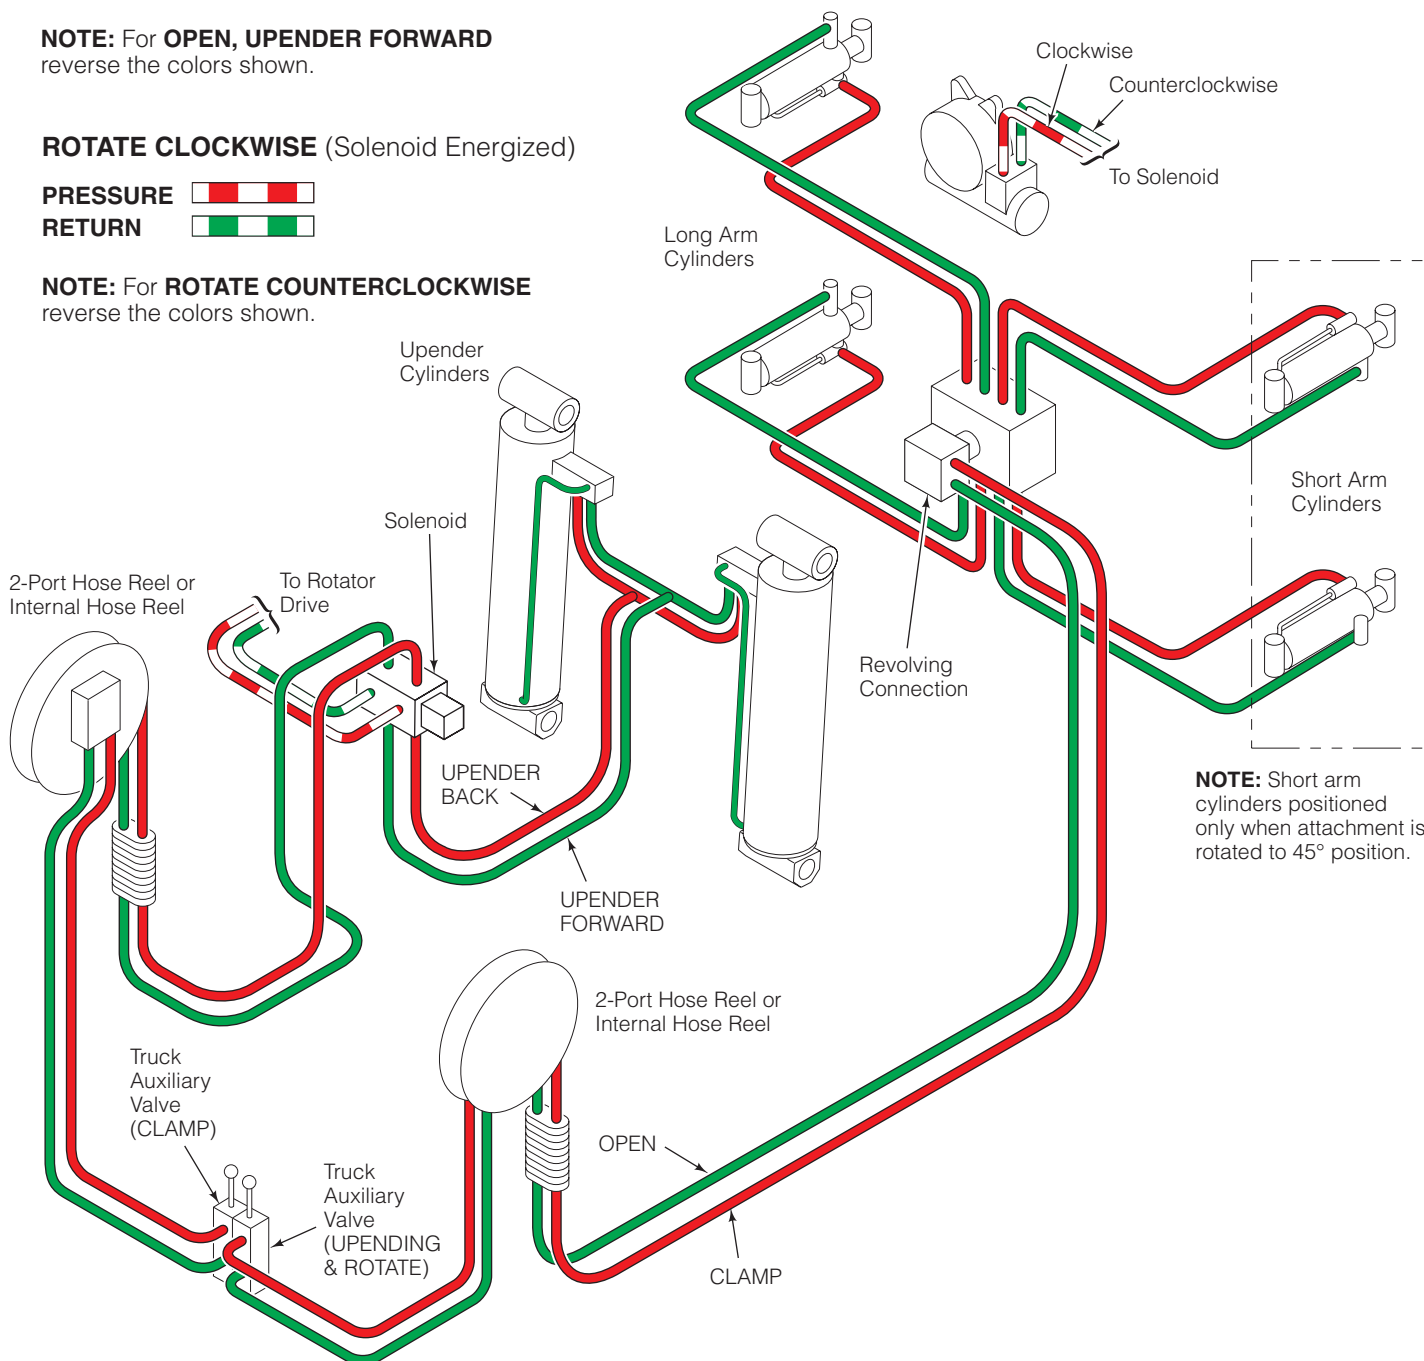 NOTE: For OPEN, UPENDER FORWARD
reverse the colors shown.
ROTATE CLOCKWISE (Solenoid Energized)
PRESSURE
RETURN
NOTE: For ROTATE COUNTERCLOCKWISE
reverse the colors shown.
Clockwise
Counterclockwise
To Solenoid
Long Arm
Cylinders
Upender
Cylinders
Short Arm
Cylinders
Solenoid
2-Port Hose Reel or
Internal Hose Reel
To Rotator
Drive
Revolving
Connection
UPENDER
BACK
NOTE: Short arm
cylinders positioned
only when attachment is
rotated to 45° position.
UPENDER
FORWARD
2-Port Hose Reel or
Internal Hose Reel
Truck
Auxiliary
Valve
(CLAMP)
Truck
Auxiliary
Valve
(UPENDING
& ROTATE)
OPEN
CLAMP